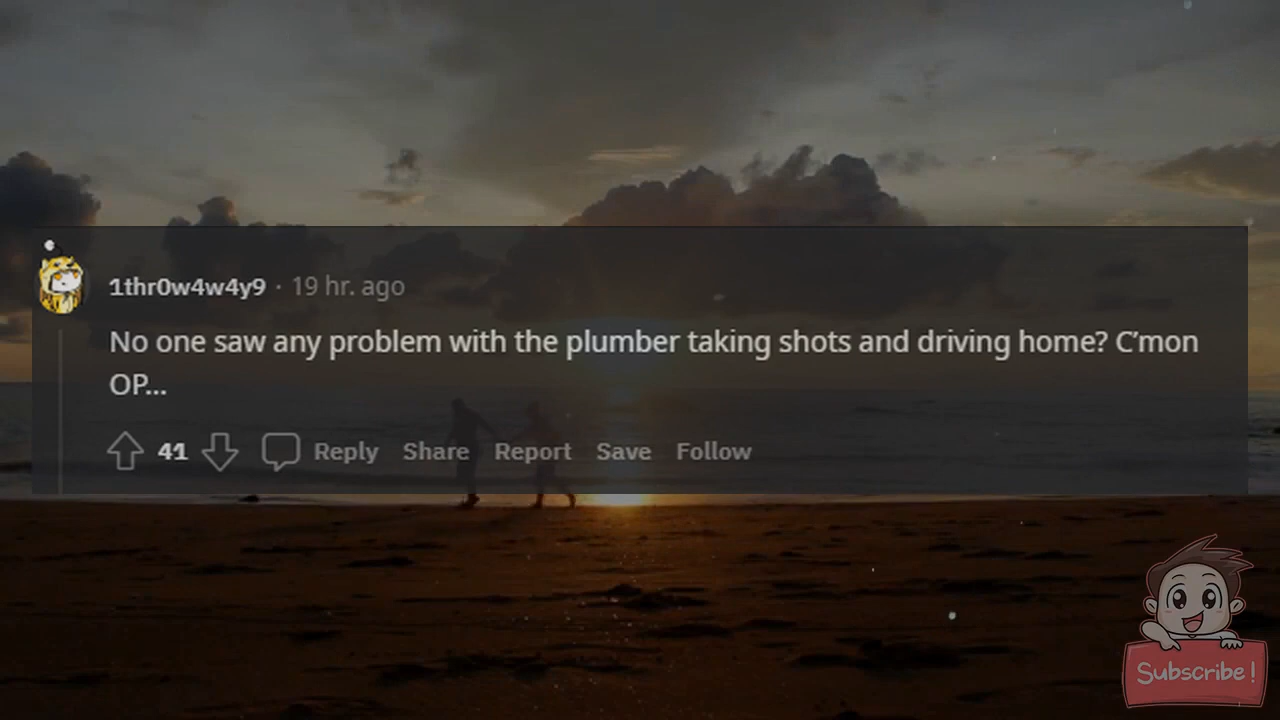 1thr0w4w4y9 · 19 hr. ago
No one saw any problem with the plumber taking shots and driving home? C'mon
OP...
41 Reply Share Report Save Follow
Subscribe!